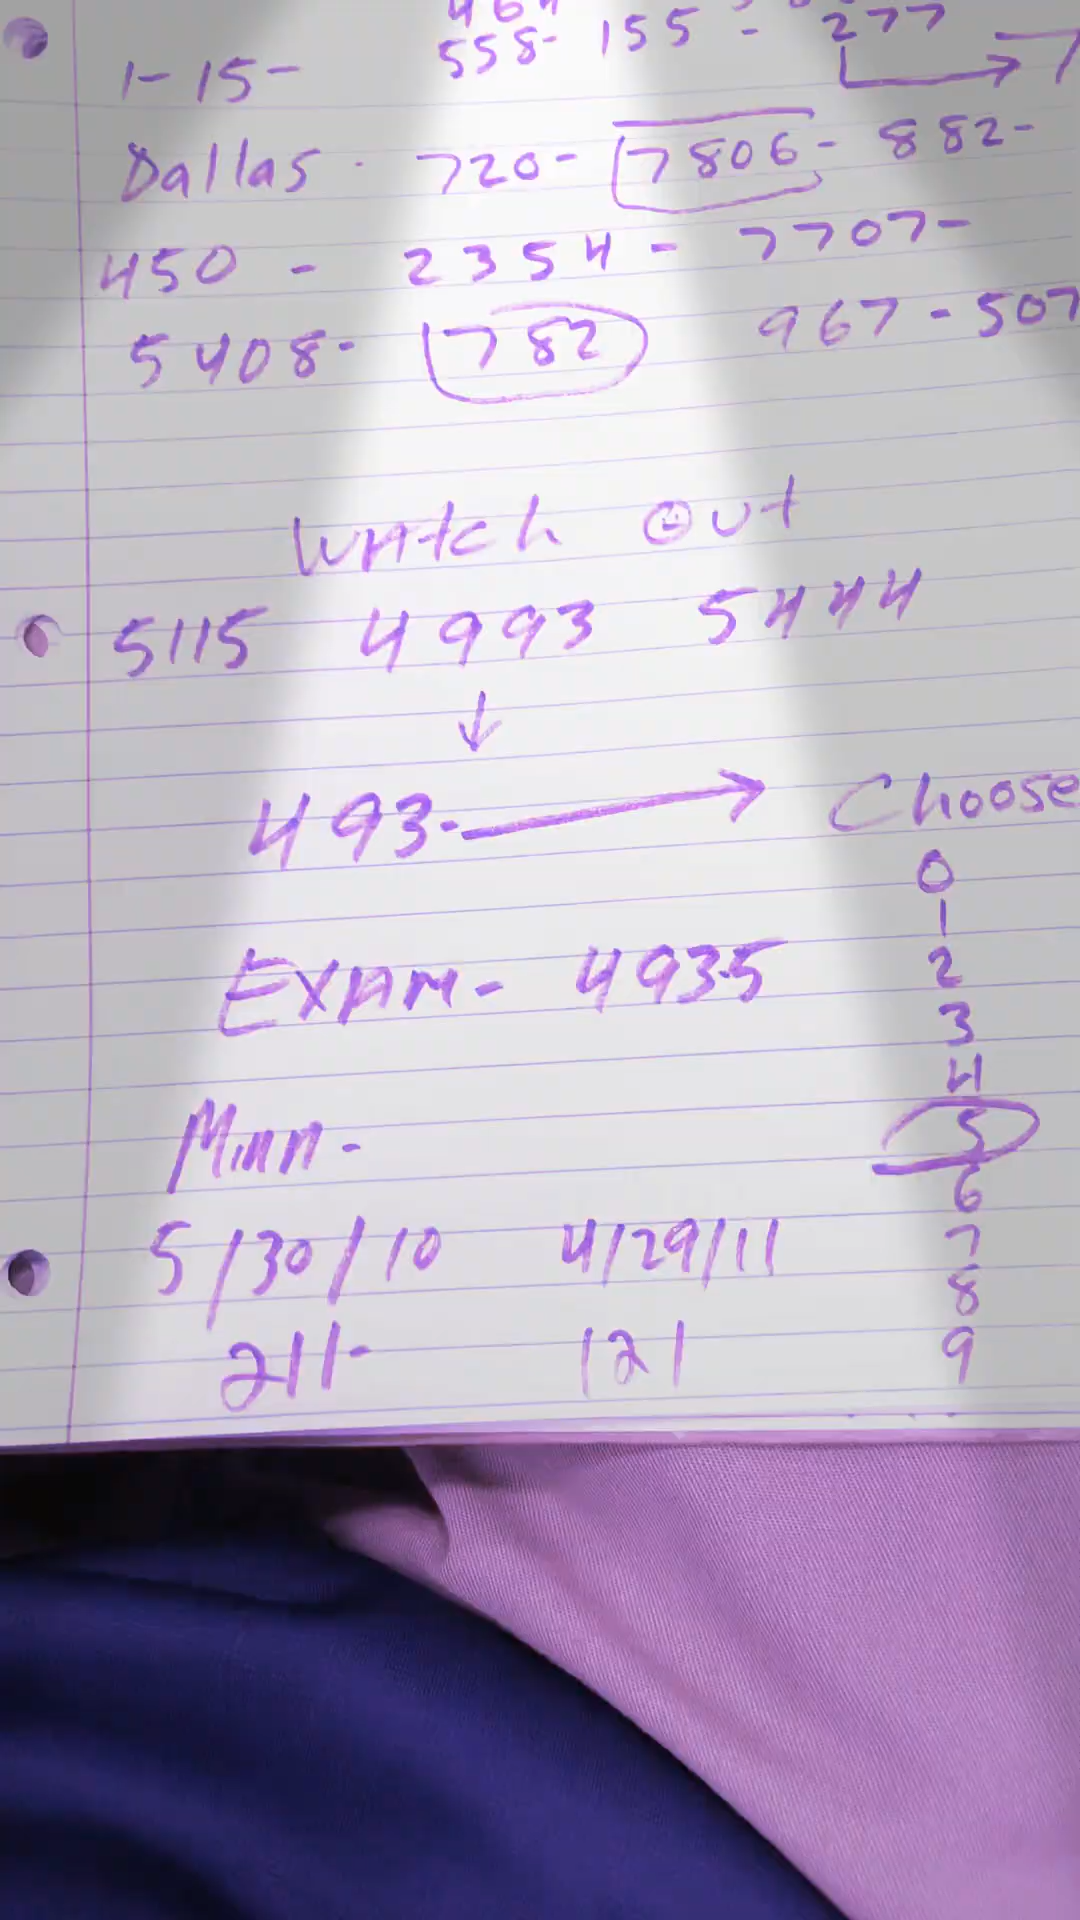 558- 155 - 277
1- 15-
Dallas - 720- 7806- 882-
450 - 2354 - 7707-
5408- 782 967 - 507
Watch Out
5115 4993 5444
493- Choose
0
1
2
Exam- 4935
3
4
Minn-
5
6
5/30/10 4/29/11
7
8
211- 121
9